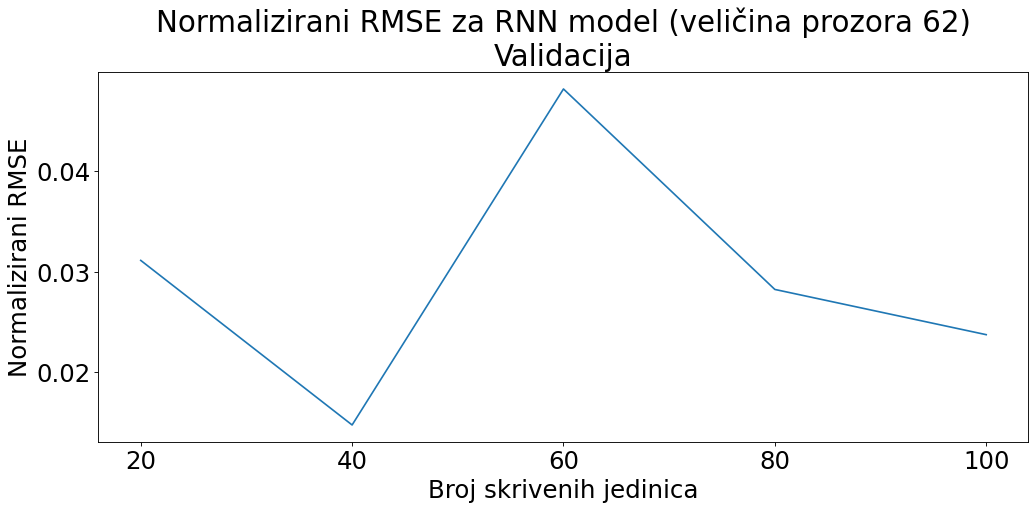 Normalizirani RMSE za RNN model (veličina prozora 62)
Validacija
Normalizirani RMSE
0.04
0.03
0.02
20 40 60 80 100
Broj skrivenih jedinica